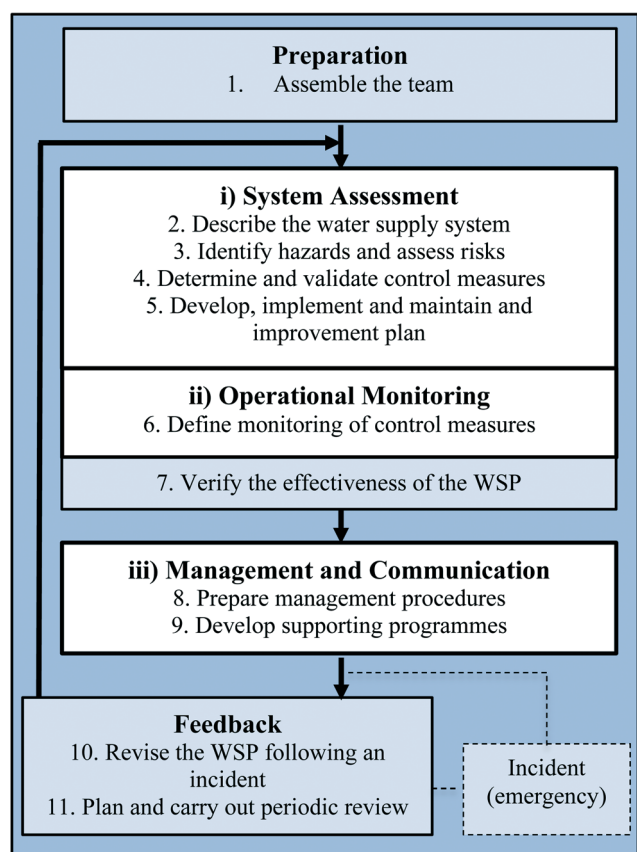 Preparation
1. Assemble the team
i) System Assessment
2. Describe the water supply system
3. Identify hazards and assess risks
4. Determine and validate control measures
5. Develop, implement and maintain and
improvement plan
ii) Operational Monitoring
6. Define monitoring of control measures
7. Verify the effectiveness of the WSP
iii) Management and Communication
8. Prepare management procedures
9. Develop supporting programmes
Feedback
10. Revise the WSP following an
incident
11. Plan and carry out periodic review
Incident
(emergency)